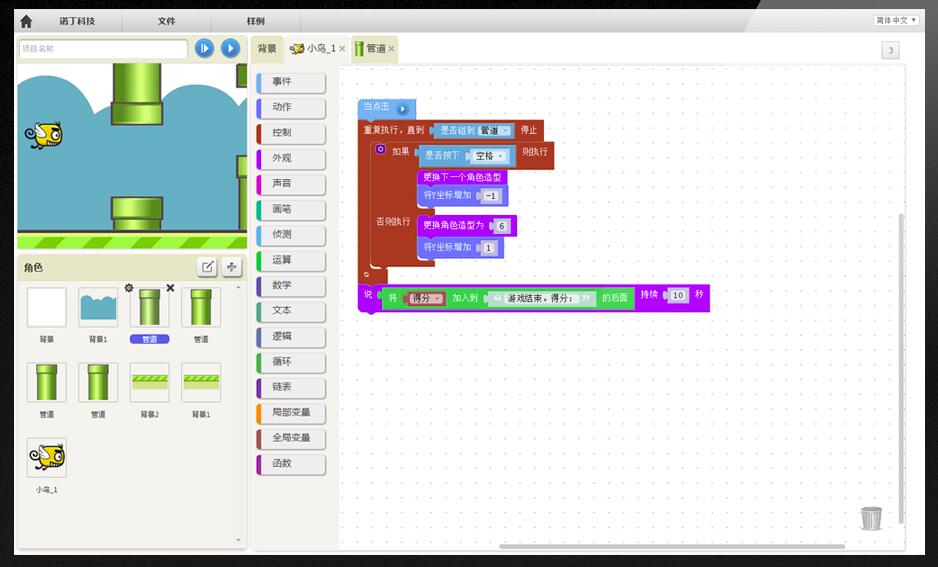 诺丁科技 文件 样例 简体中文
项目名称
背景 小鸟_1 管道
3
事件
动作
控制
外观
声音
画笔
侦测
运算
数学
文本
逻辑
循环
链表
局部变量
全局变量
函数
当点击
重复执行，直到 是否碰到 管道 停止
如果 是否按下 空格 则执行
更换下一个角色造型
将Y坐标增加 -1
否则执行
更换角色造型为 6
将Y坐标增加 1
说 将 得分 加入到 “ 游戏结束。得分： ” 的后面 持续 10 秒
角色
背景 背景1 管道 管道
管道 管道 背景2 背景1
小鸟_1